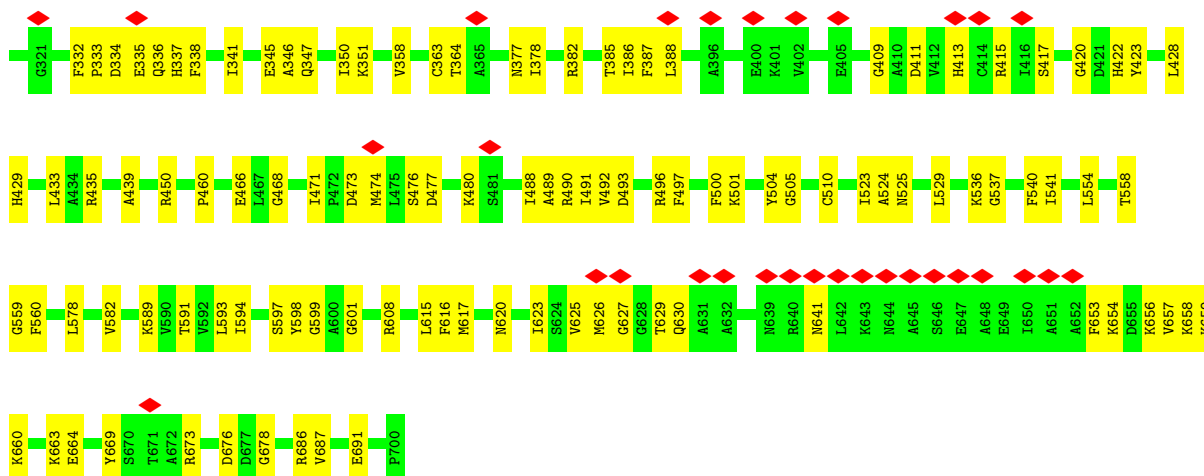 G321 F332 P333 D334 E335 Q336 H337 F338 I341 E345 A346 Q347 I350 K351 V358 C363 T364 A365 N377 I378 R382 T385 I386 F387 L388 A396 E400 K401 V402 E405 G409 A410 D411 V412 H413 C414 R415 I416 S417 G420 D421 H422 Y423 L428
H429 L433 A434 R435 A439 R450 P460 E466 L467 G468 I471 P472 D473 M474 L475 S476 D477 K480 S481 I488 A489 R490 I491 V492 D493 R496 F497 F500 K501 Y504 G505 C510 I523 A524 N525 L529 K536 G537 F540 I541 L554 T558
G559 F560 L578 V582 K589 V590 T591 V592 L593 I594 S597 Y598 G599 A600 G601 R608 L615 F616 M617 N620 I623 S624 V625 M626 G627 G628 T629 Q630 A631 A632 N639 R640 N641 L642 K643 N644 A645 S646 E647 A648 E649 I650 A651 A652 F653 K654 D655 K656 V657 K658
K660 K663 E664 Y669 S670 T671 A672 R673 D676 D677 G678 R686 V687 E691 P700